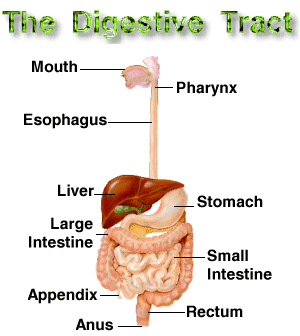 The Digestive Tract
Mouth
Pharynx
Esophagus
Liver
Stomach
Large
Intestine
Small
Intestine
Appendix
Rectum
Anus